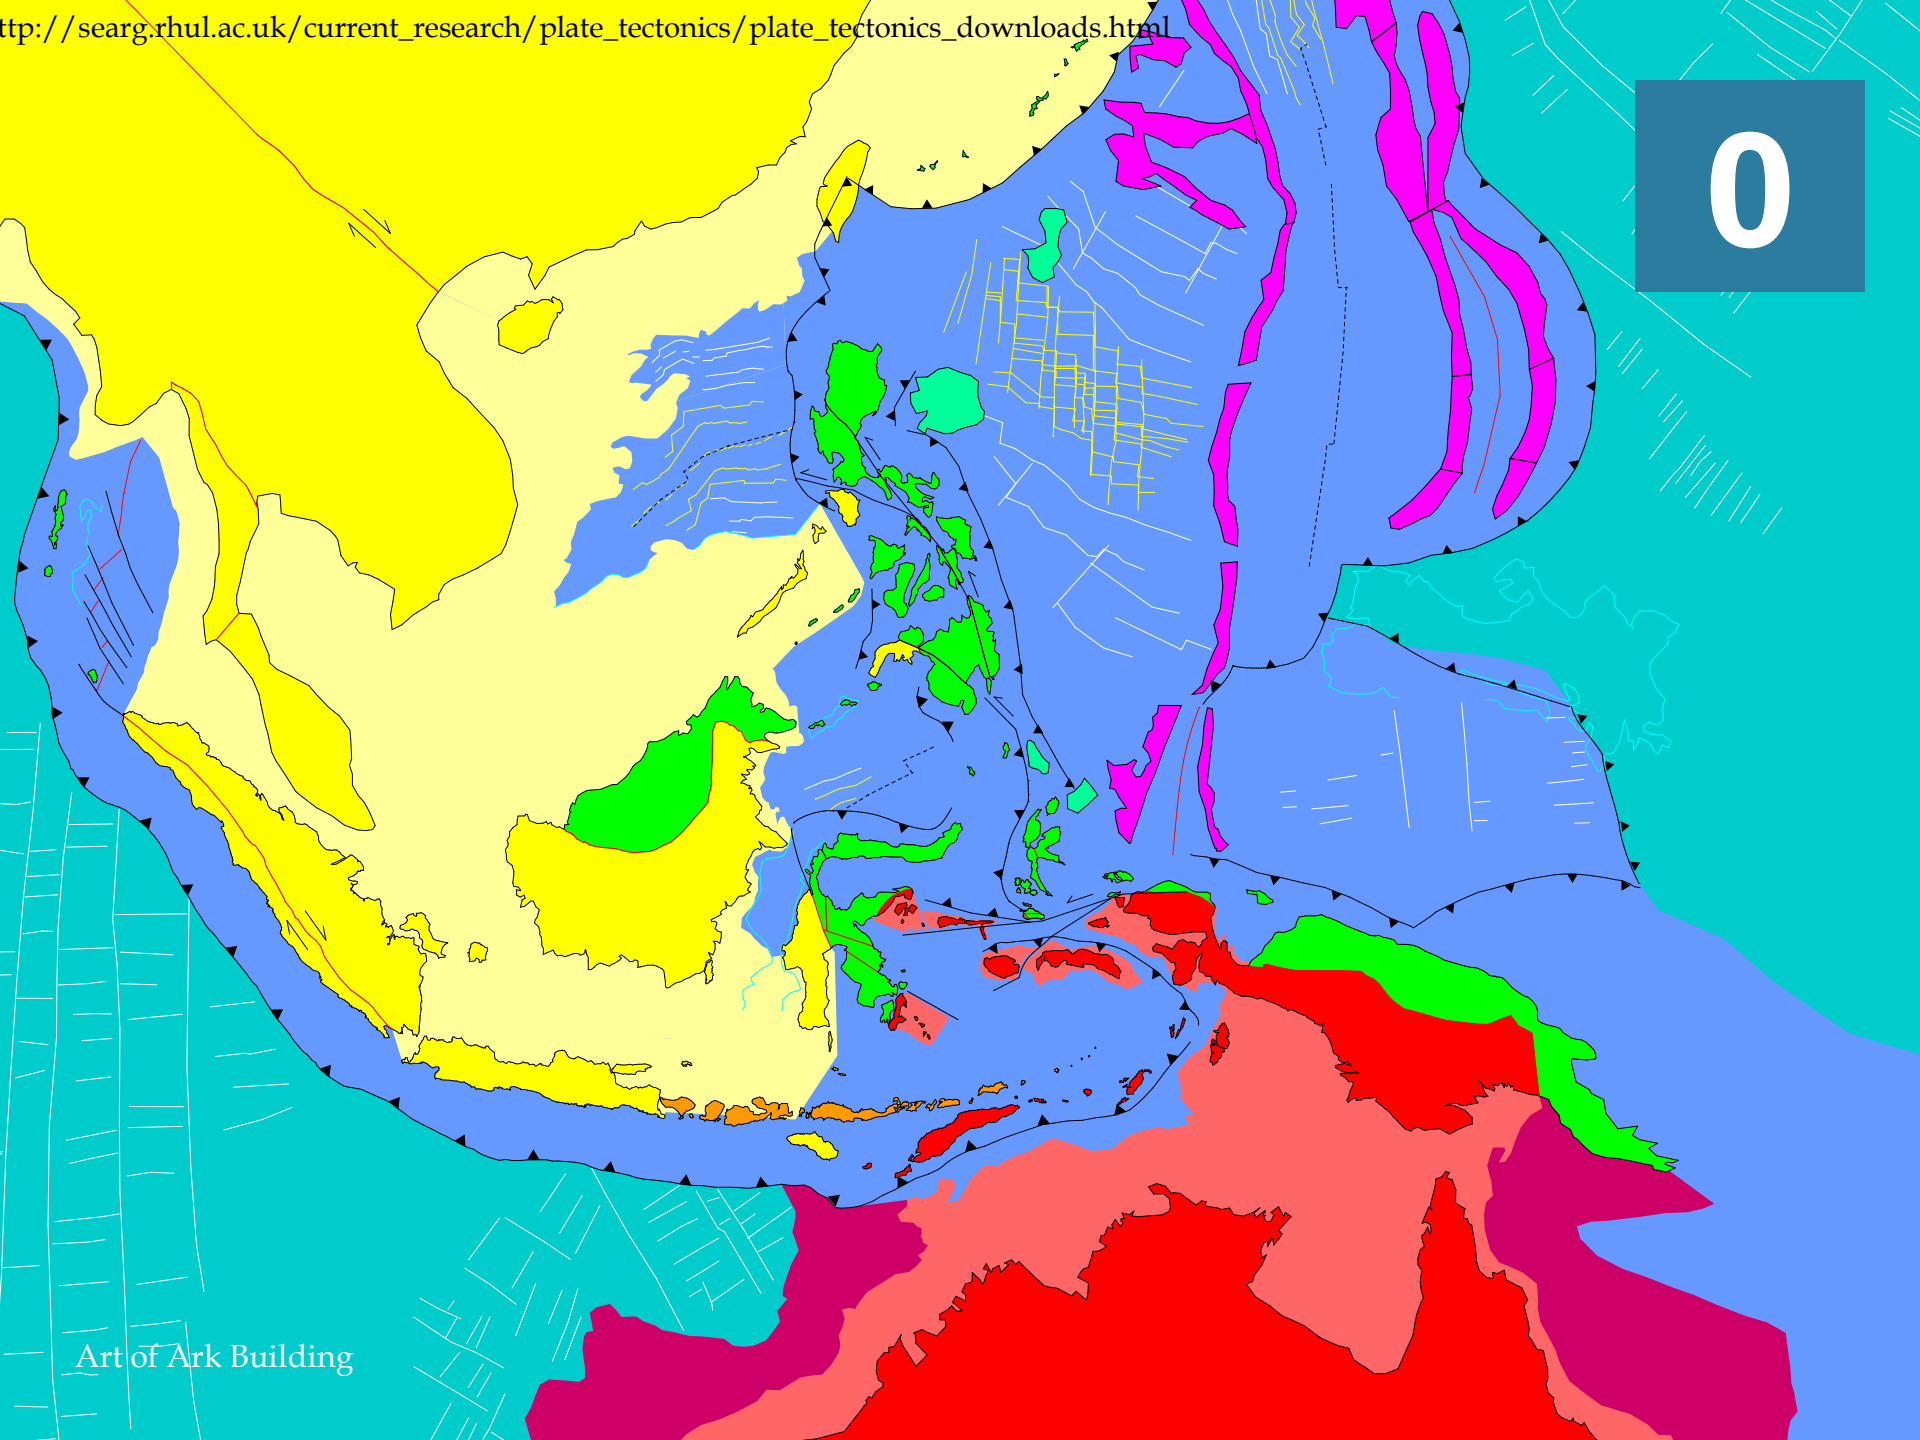 ttp://searg.rhul.ac.uk/current_research/plate_tectonics/plate_tectonics_downloads.html
0
Art of Ark Building